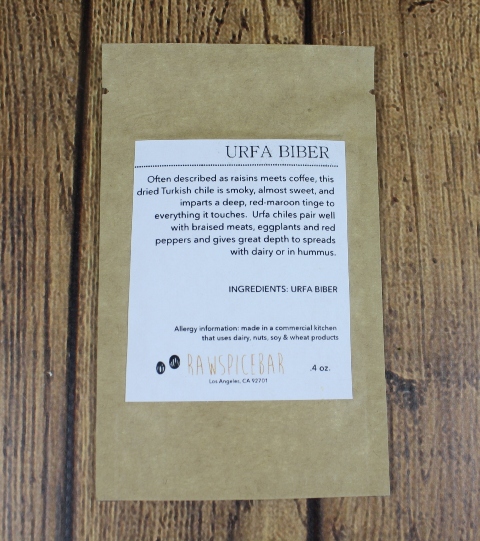 URFA BIBER
Often described as raisins meets coffee, this
dried Turkish chile is smoky, almost sweet, and
imparts a deep, red-maroon tinge to
everything it touches. Urfa chiles pair well
with braised meats, eggplants and red
peppers and gives great depth to spreads
with dairy or in hummus.
INGREDIENTS: URFA BIBER
Allergy information: made in a commercial kitchen
that uses dairy, nuts, soy & wheat products
RAWSPICEBAR .4 oz.
Los Angeles, CA 92701